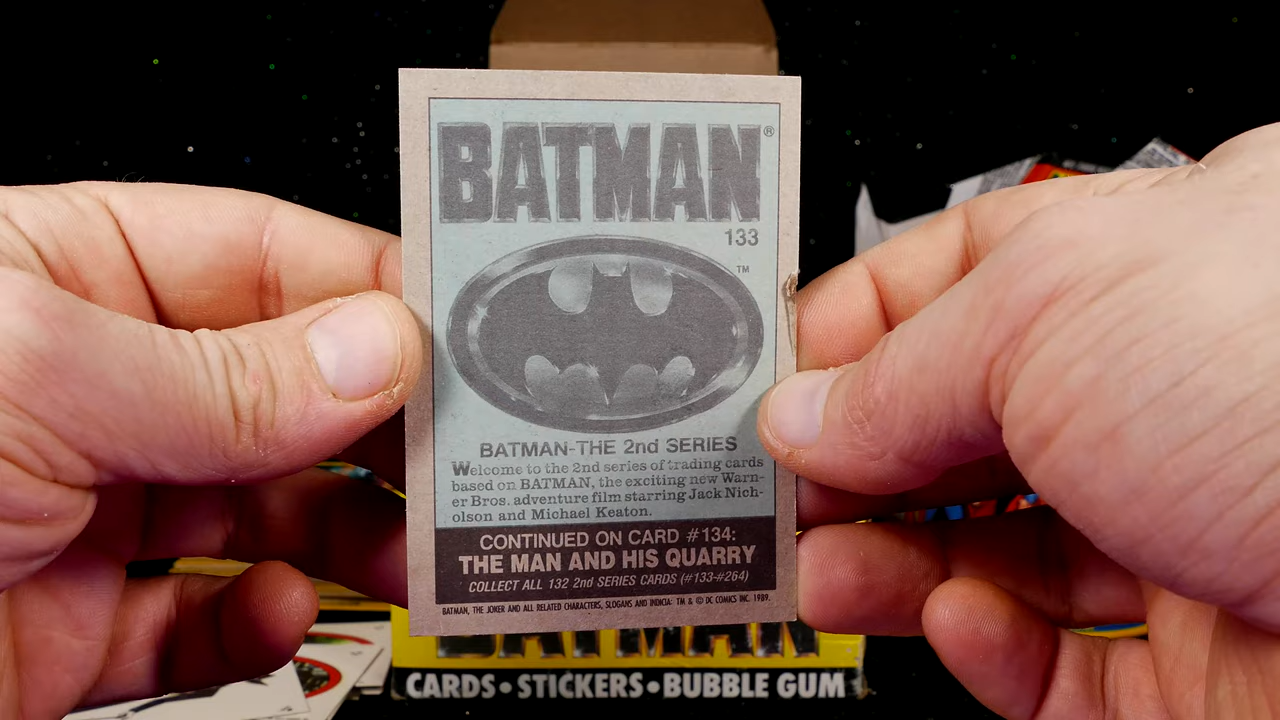 BATMAN®
133
TM
BATMAN-THE 2nd SERIES
Welcome to the 2nd series of trading cards
based on BATMAN, the exciting new Warn-
er Bros. adventure film starring Jack Nich-
olson and Michael Keaton.
CONTINUED ON CARD #134:
THE MAN AND HIS QUARRY
COLLECT ALL 132 2nd SERIES CARDS (#133-#264)
BATMAN, THE JOKER AND ALL RELATED CHARACTERS, SLOGANS AND INDICIA: TM & © DC COMICS INC. 1989.
BATMAN
CARDS • STICKERS • BUBBLE GUM